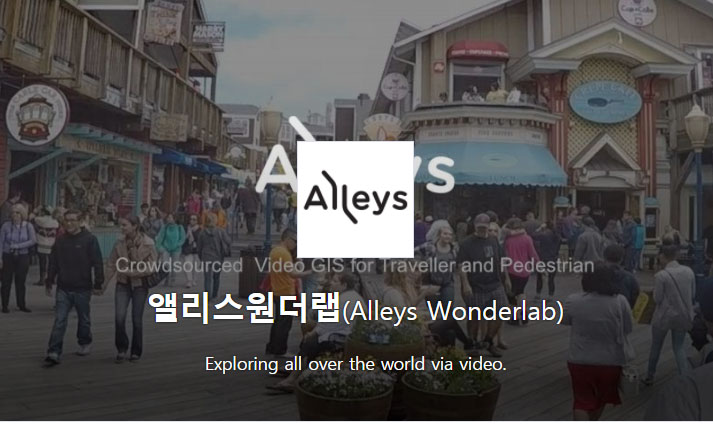 Alleys
Alleys
Crowdsourced  Video GIS for Traveller and Pedestrian
앨리스원더랩(Alleys Wonderlab)
Exploring all over the world via video.